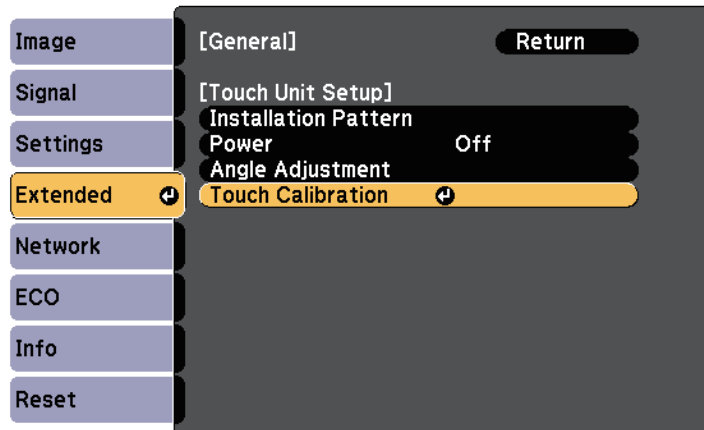 Image
Signal
Settings
Extended
Network
ECO
Info
Reset
[General] Return
[Touch Unit Setup]
Installation Pattern
Power Off
Angle Adjustment
Touch Calibration